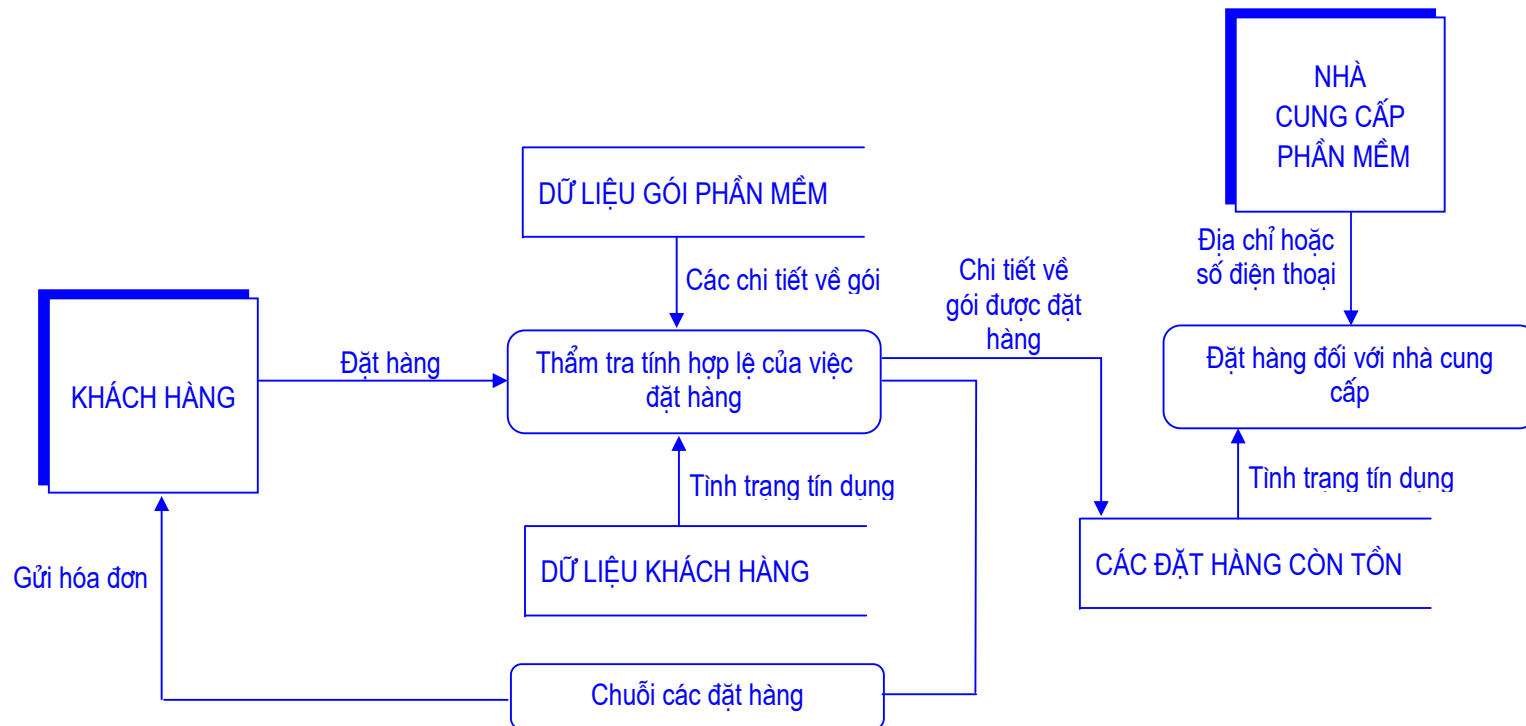 NHÀ
CUNG CẤP
PHẦN MỀM
DỮ LIỆU GÓI PHẦN MỀM
Địa chỉ hoặc
số điện thoại
Các chi tiết về gói
Chi tiết về
gói được đặt
hàng
KHÁCH HÀNG
Đặt hàng
Thẩm tra tính hợp lệ của việc
đặt hàng
Đặt hàng đối với nhà cung
cấp
Tình trạng tín dụng
Tình trạng tín dụng
Gửi hóa đơn
DỮ LIỆU KHÁCH HÀNG
CÁC ĐẶT HÀNG CÒN TỒN
Chuỗi các đặt hàng